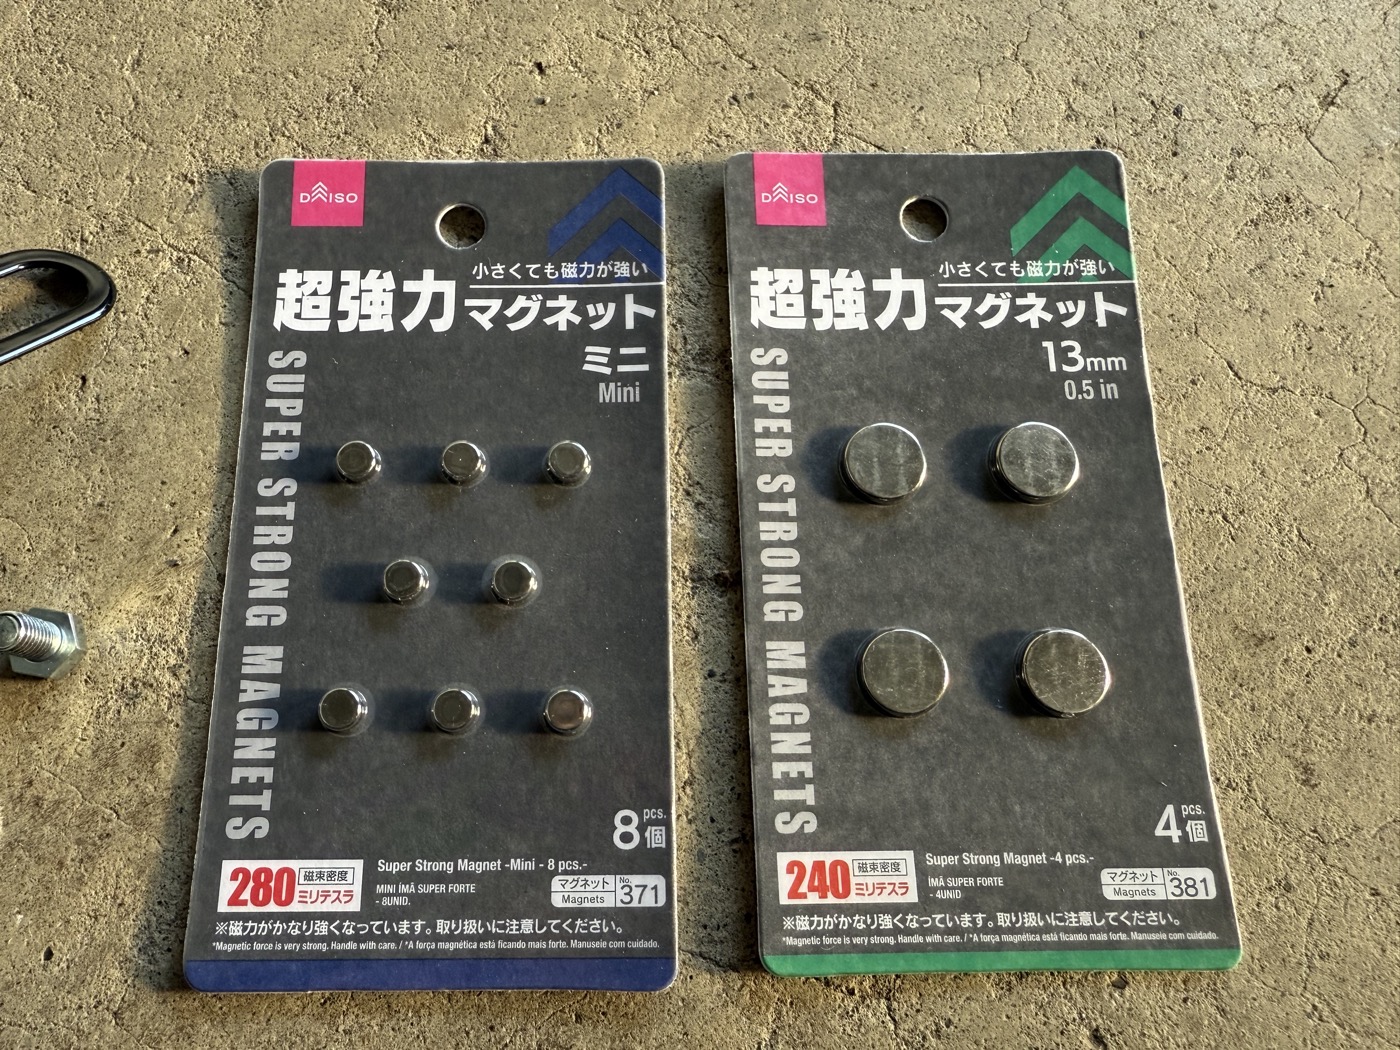 DAISO
小さくても磁力が強い
超強力マグネット
ミニ
Mini
SUPER STRONG MAGNETS
8個 pcs.
280 磁束密度 ミリテスラ
Super Strong Magnet -Mini - 8 pcs.-
MINI ÍMÃ SUPER FORTE
- 8UNID.
マグネット Magnets No. 371
※磁力がかなり強くなっています。取り扱いに注意してください。
*Magnetic force is very strong. Handle with care. / *A força magnética está ficando mais forte. Manuseie com cuidado.
DAISO
小さくても磁力が強い
超強力マグネット
13mm
0.5 in
SUPER STRONG MAGNETS
4個 pcs.
240 磁束密度 ミリテスラ
Super Strong Magnet -4 pcs.-
ÍMÃ SUPER FORTE
- 4UNID
マグネット Magnets No. 381
※磁力がかなり強くなっています。取り扱いに注意してください。
*Magnetic force is very strong. Handle with care. / *A força magnética está ficando mais forte. Manuseie com cuidado.